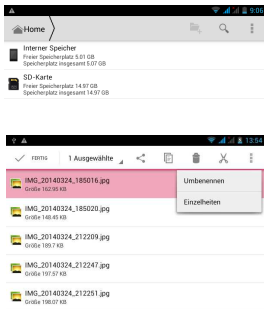 9:06
Home
Interner Speicher
Freier Speicherplatz 5.01 GB
Speicherplatz insgesamt 5.07 GB
SD-Karte
Freier Speicherplatz 14.97 GB
Speicherplatz insgesamt 14.97 GB
13:54
FERTIG 1 Ausgewählte
IMG_20140324_185016.jpg
Größe 162.95 KB
Umbenennen
IMG_20140324_185020.jpg
Größe 148.45 KB
Einzelheiten
IMG_20140324_212209.jpg
Größe 189.7 KB
IMG_20140324_212247.jpg
Größe 197.57 KB
IMG_20140324_212251.jpg
Größe 198.07 KB